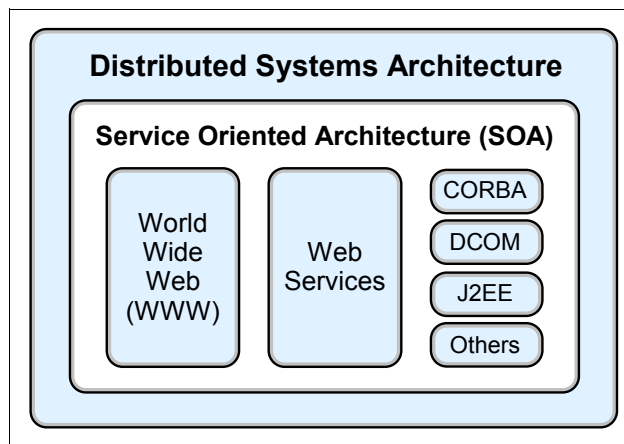 Distributed Systems Architecture
Service Oriented Architecture (SOA)
World
Wide
Web
(WWW)
Web
Services
CORBA
DCOM
J2EE
Others